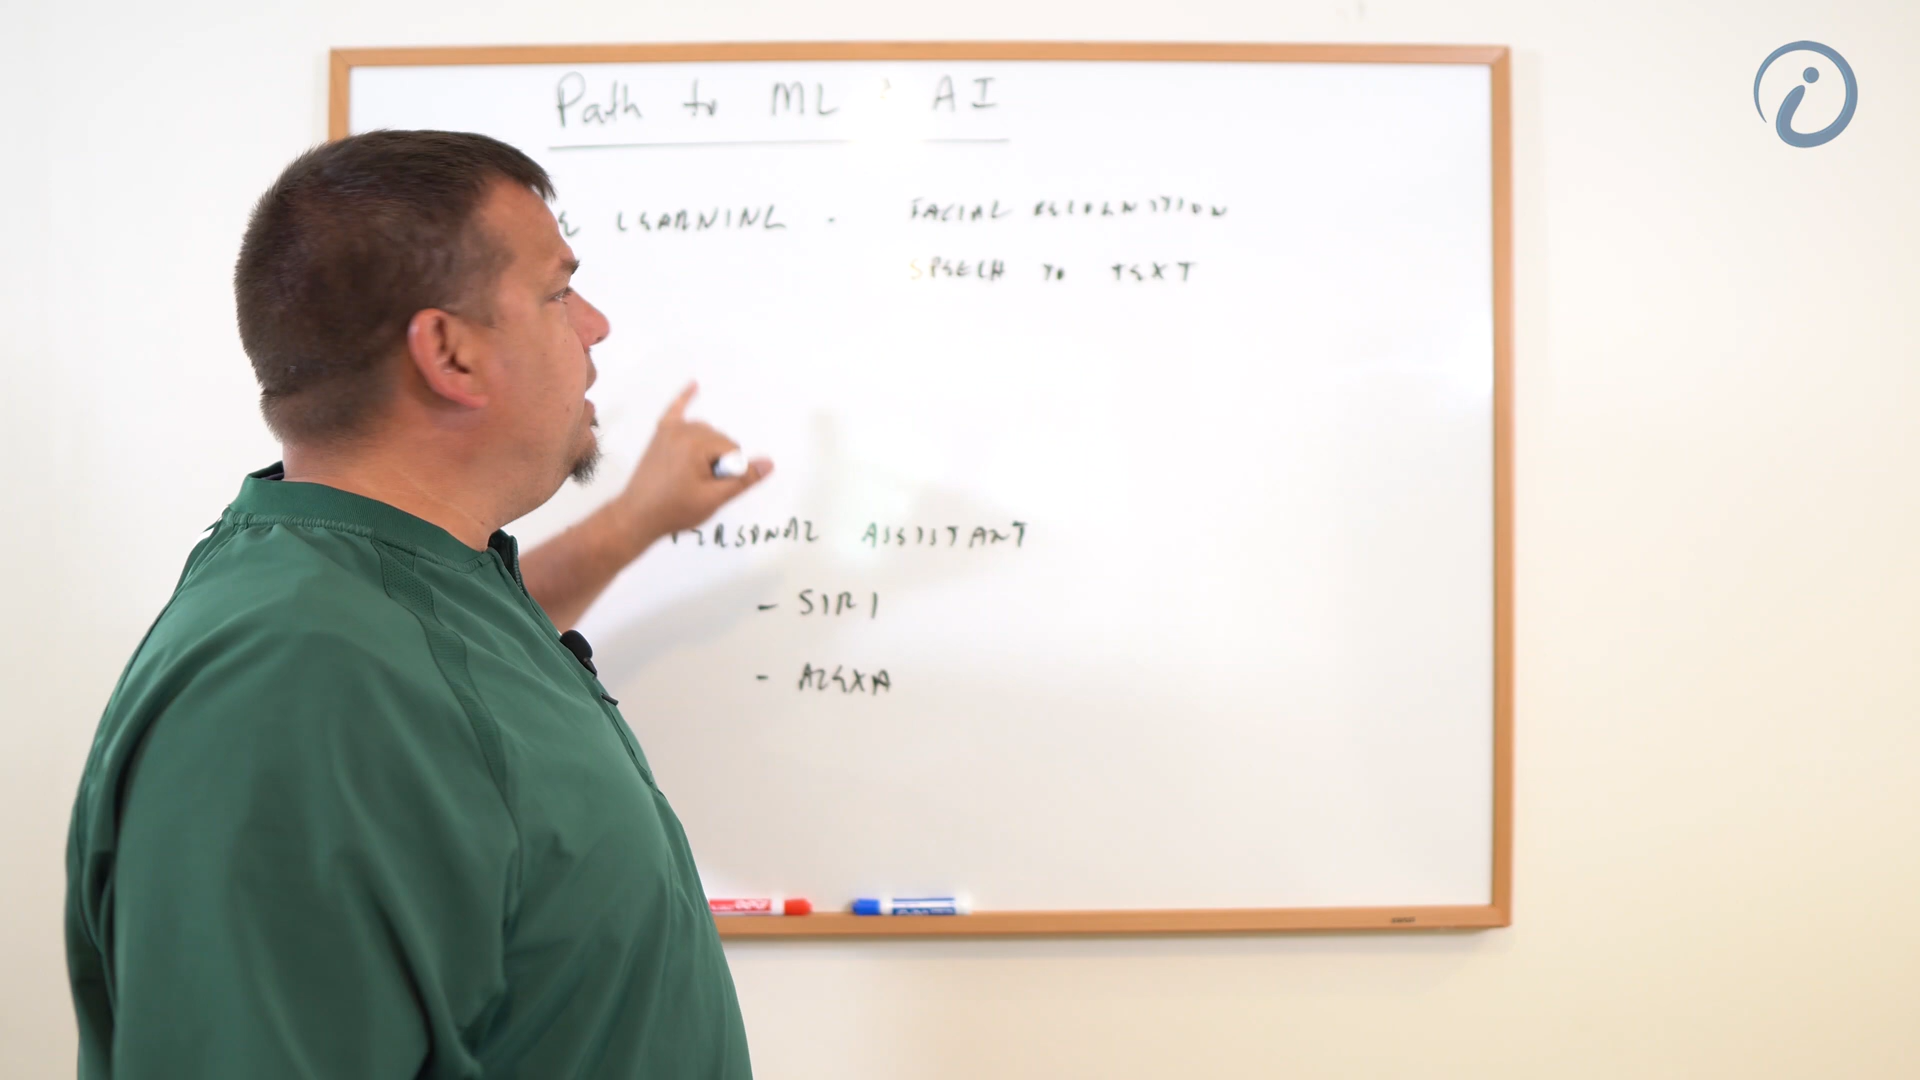 Path to ML & AI
E LEARNING - FACIAL RECOGNITION
SPEECH TO TEXT
PERSONAL ASSISTANT
- SIRI
- ALEXA